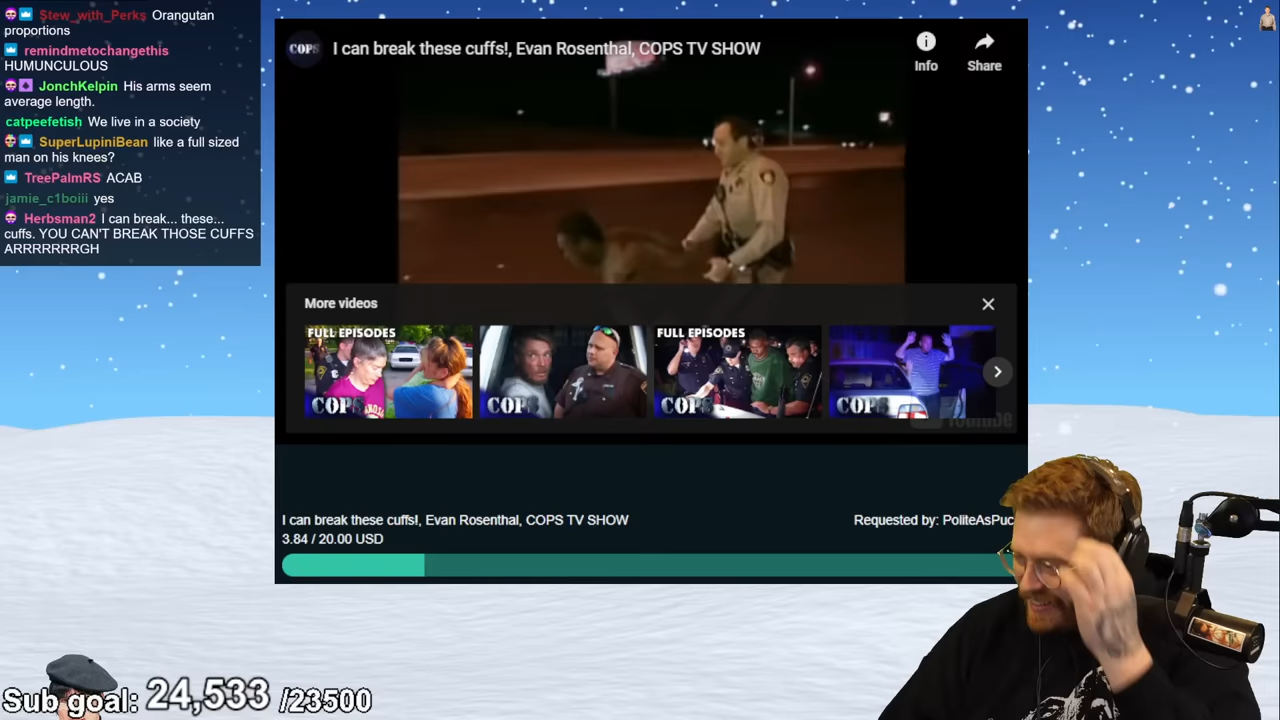 Stew_with_Perks Orangutan
proportions
remindmetochangethis
HUMUNCULOUS
JonchKelpin His arms seem
average length.
catpeefetish We live in a society
SuperLupiniBean like a full sized
man on his knees?
TreePalmRS ACAB
jamie_c1boiii yes
Herbsman2 I can break... these...
cuffs. YOU CAN'T BREAK THOSE CUFFS
ARRRRRRRGH
COPS
I can break these cuffs!, Evan Rosenthal, COPS TV SHOW
Info
Share
More videos
FULL EPISODES
COPS
COPS
FULL EPISODES
COPS
COPS
YouTube
I can break these cuffs!, Evan Rosenthal, COPS TV SHOW
Requested by: PoliteAsPuc
3.84 / 20.00 USD
Sub goal: 24,533 /23500